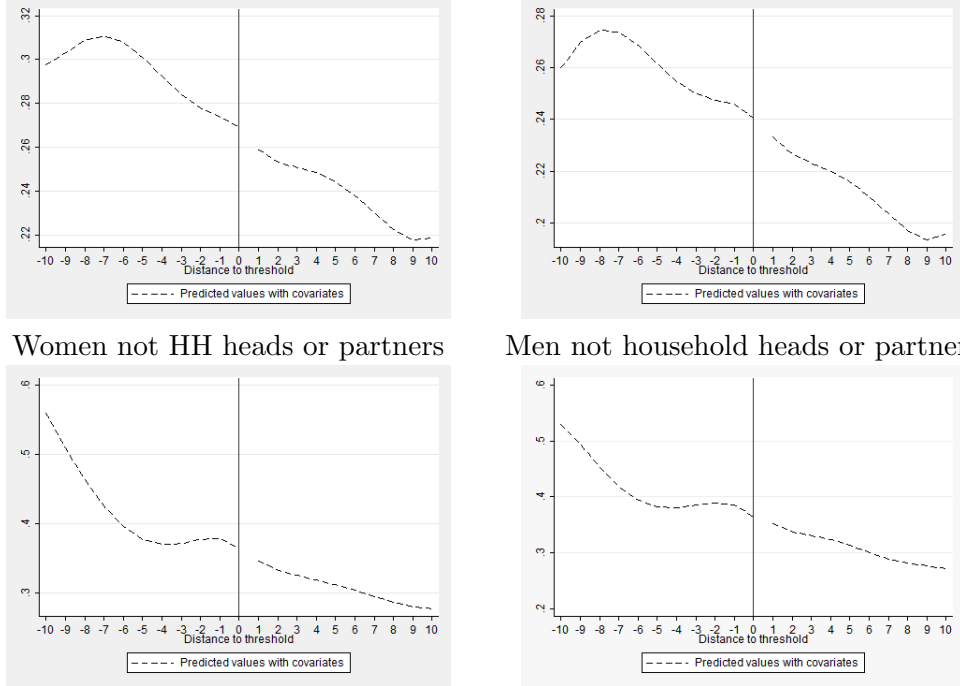 .32
.3
.28
.26
.24
.22
-10 -9 -8 -7 -6 -5 -4 -3 -2 -1 0 1 2 3 4 5 6 7 8 9 10
Distance to threshold
Predicted values with covariates
.28
.26
.24
.22
.2
-10 -9 -8 -7 -6 -5 -4 -3 -2 -1 0 1 2 3 4 5 6 7 8 9 10
Distance to threshold
Predicted values with covariates
Women not HH heads or partners
Men not household heads or partner
.6
.5
.4
.3
-10 -9 -8 -7 -6 -5 -4 -3 -2 -1 0 1 2 3 4 5 6 7 8 9 10
Distance to threshold
Predicted values with covariates
.6
.5
.4
.3
.2
-10 -9 -8 -7 -6 -5 -4 -3 -2 -1 0 1 2 3 4 5 6 7 8 9 10
Distance to threshold
Predicted values with covariates